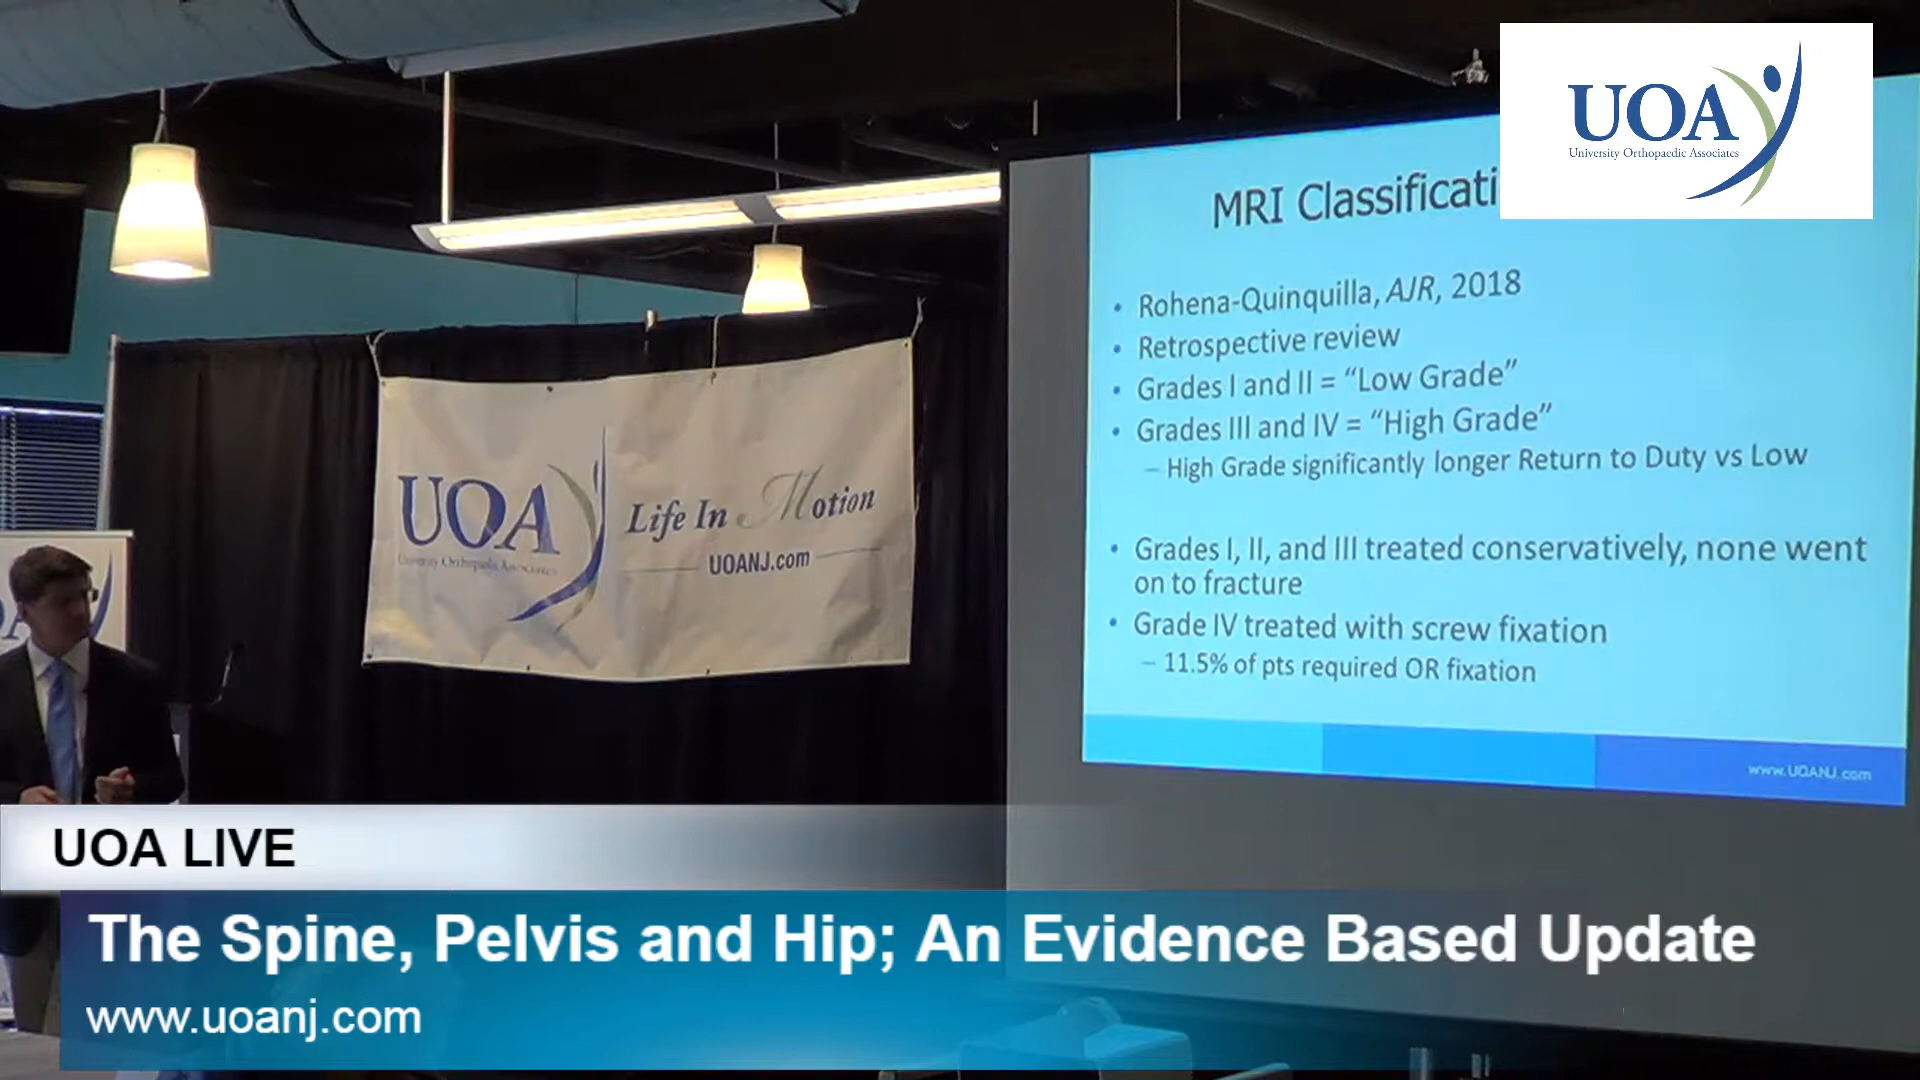 UOA
University Orthopaedic Associates
MRI Classificati
• Rohena-Quinquilla, AJR, 2018
• Retrospective review
• Grades I and II = “Low Grade”
• Grades III and IV = “High Grade”
– High Grade significantly longer Return to Duty vs Low
• Grades I, II, and III treated conservatively, none went
on to fracture
• Grade IV treated with screw fixation
– 11.5% of pts required OR fixation
www.UOANJ.com
UOA
University Orthopaedic Associates
Life In Motion
UOANJ.com
UOA LIVE
The Spine, Pelvis and Hip; An Evidence Based Update
www.uoanj.com